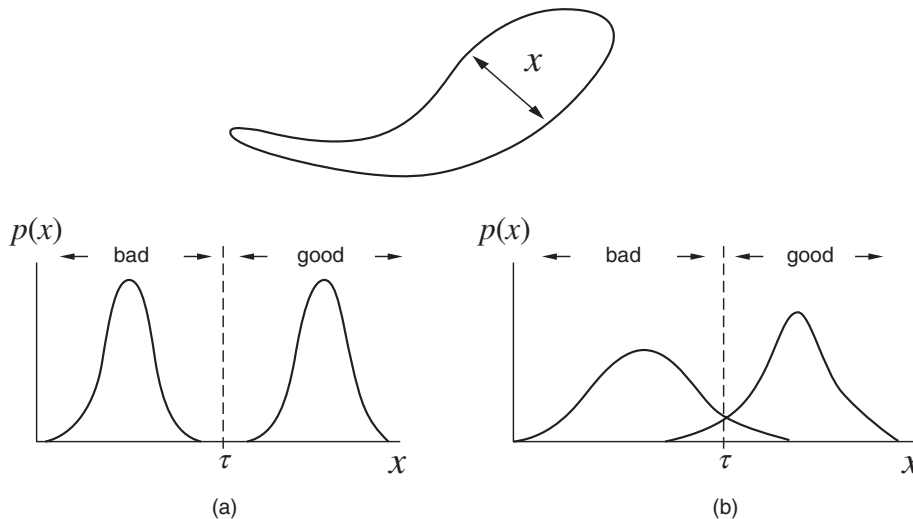 x
p(x) p(x)
bad good bad good
τ x τ x
(a) (b)